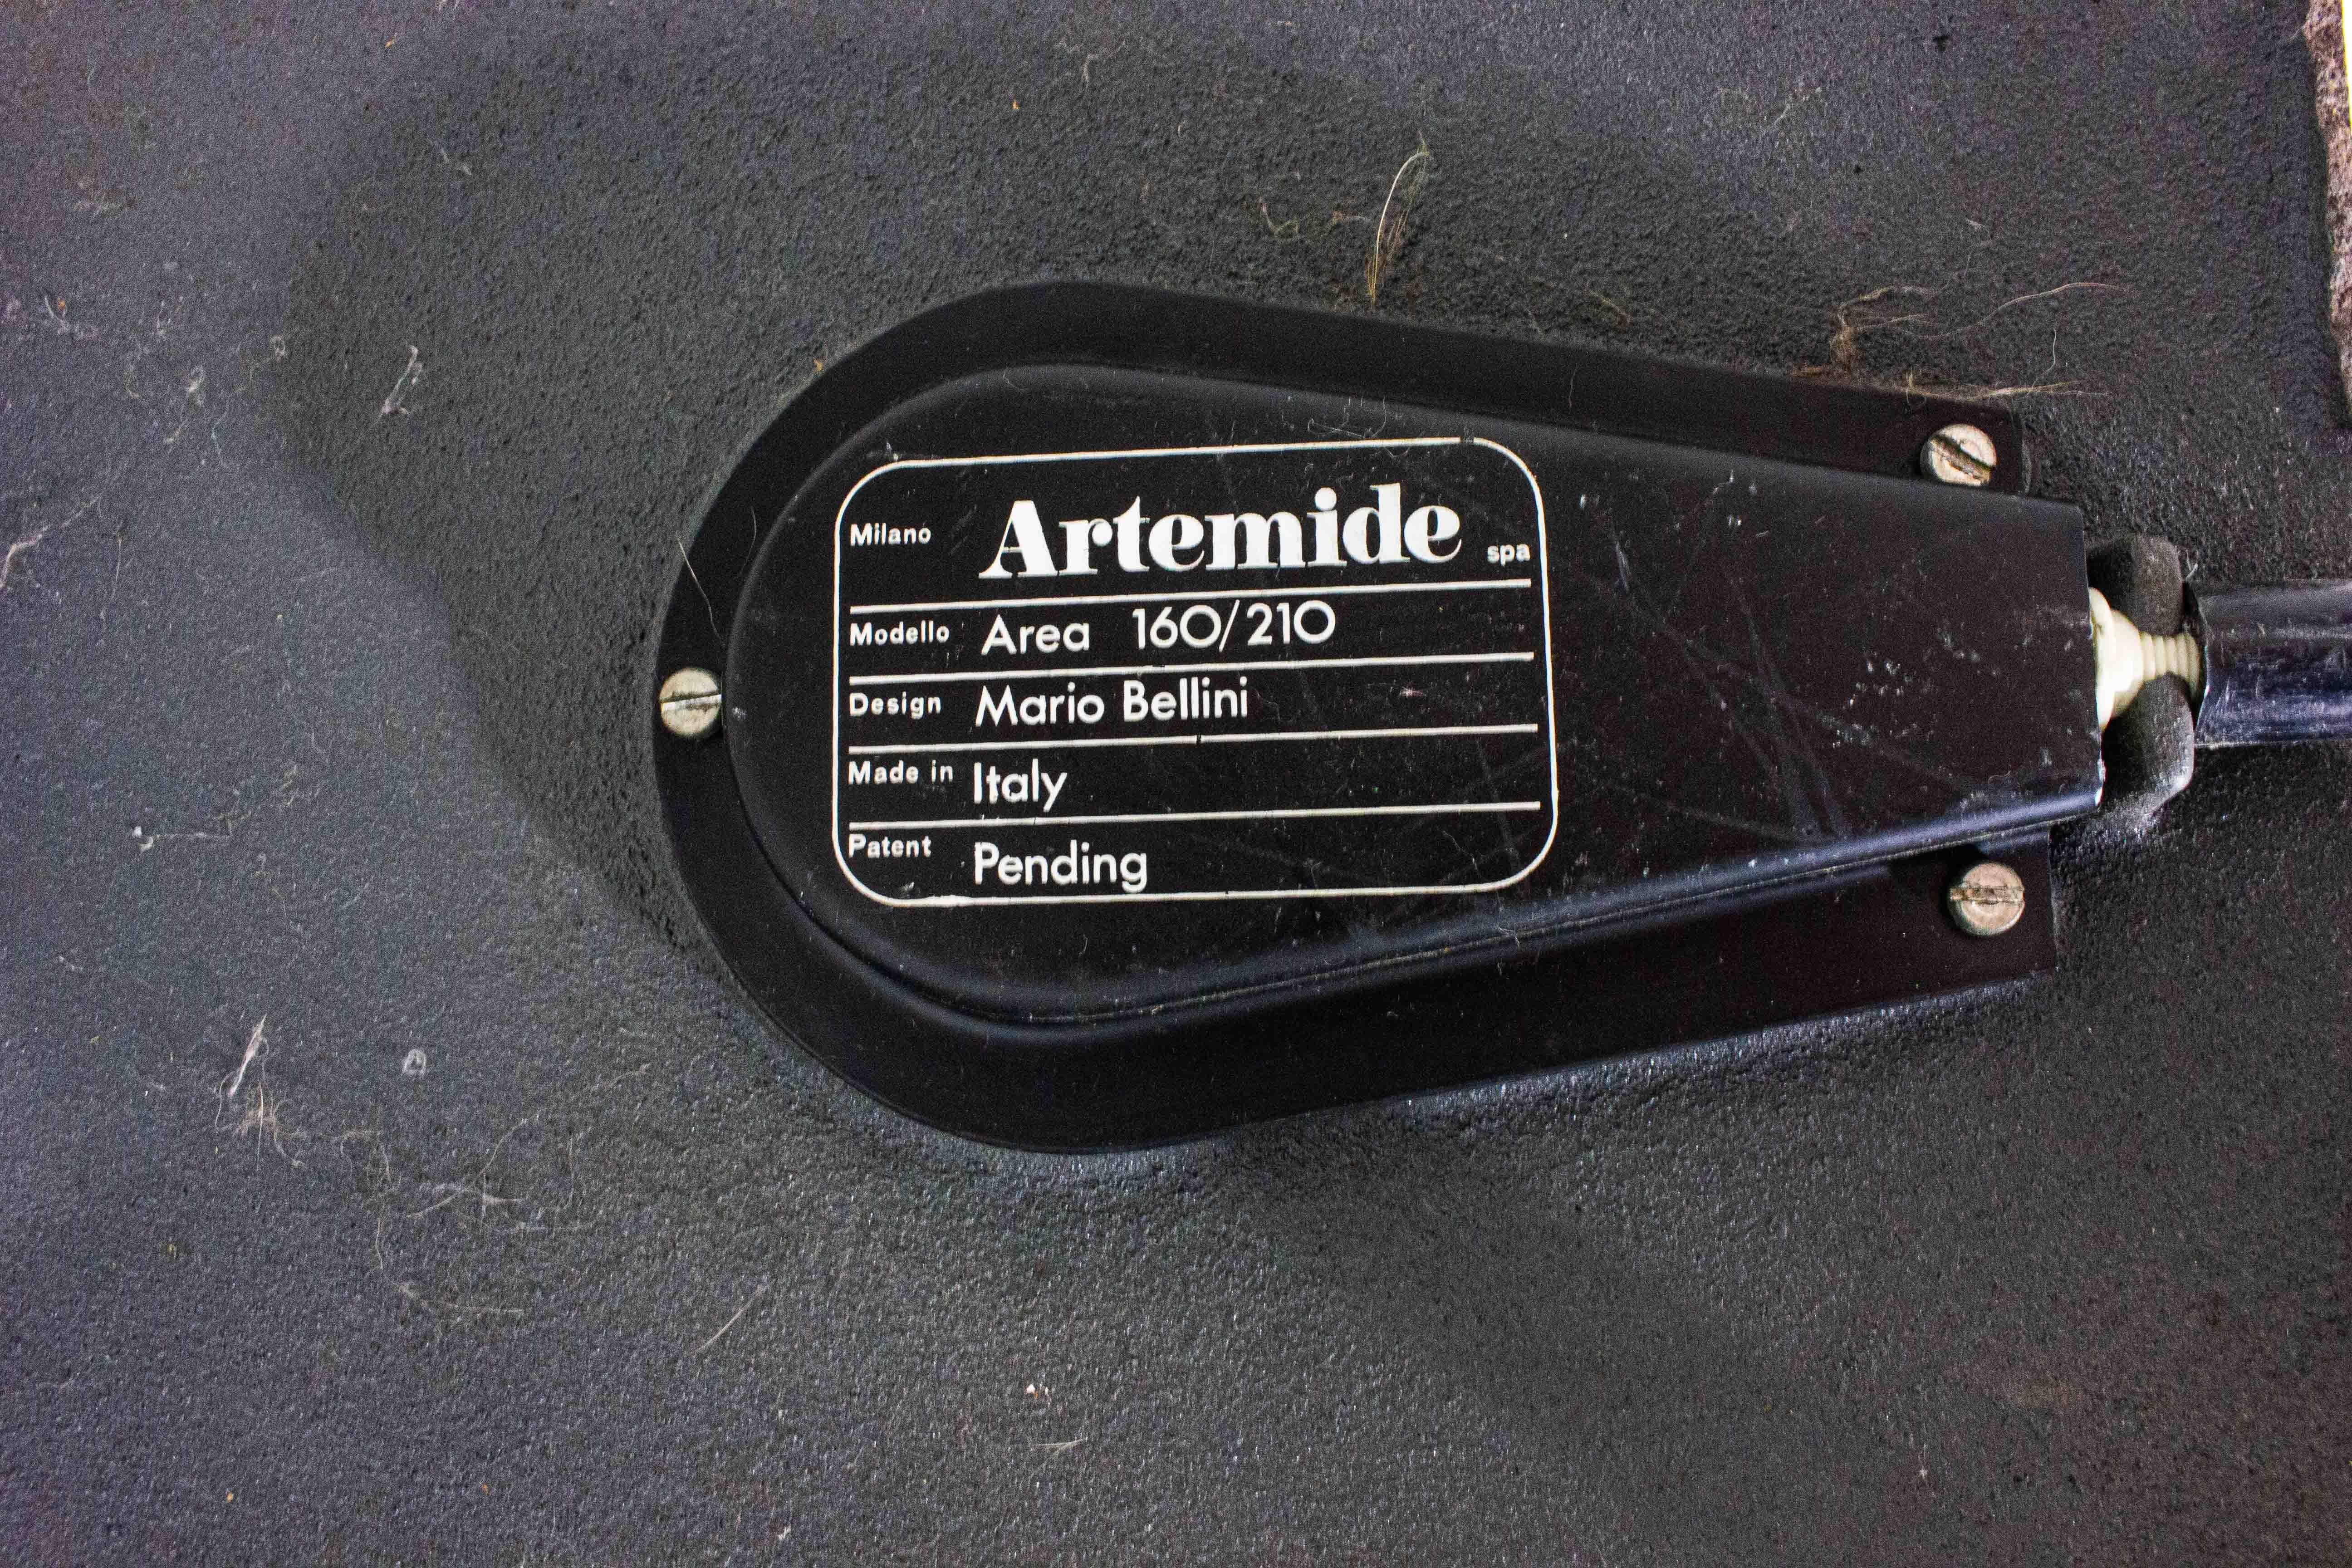 Milano Artemide spa
Modello Area 160/210
Design Mario Bellini
Made in Italy
Patent Pending